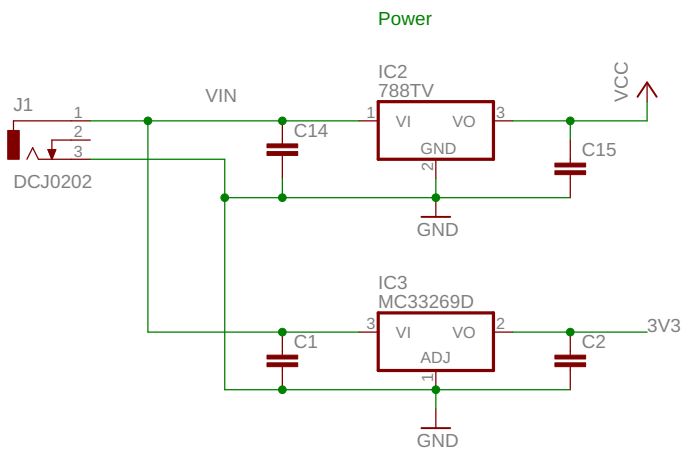 Power
IC2
788TV
VCC
J1
VIN
1
2
3
DCJ0202
C14
1
VI
VO
3
GND
2
C15
GND
IC3
MC33269D
3
VI
VO
2
3V3
C1
ADJ
1
C2
GND